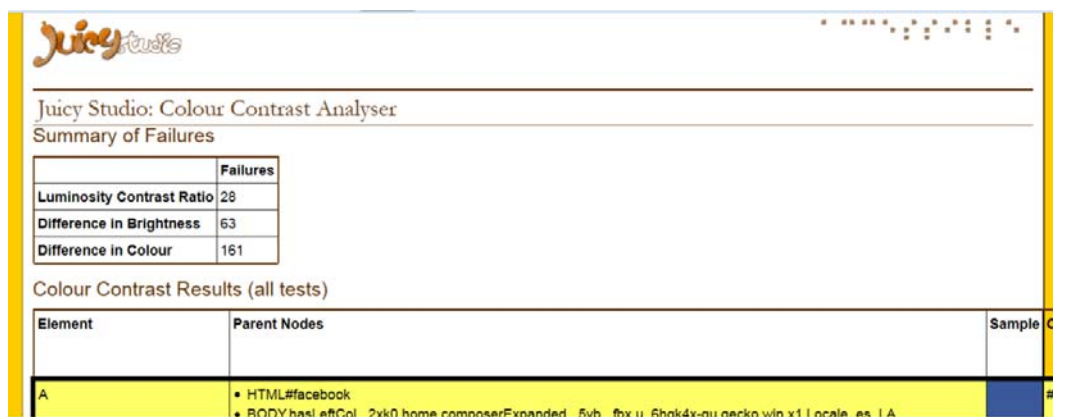 Juicy studio
Juicy Studio: Colour Contrast Analyser
Summary of Failures
Failures
Luminosity Contrast Ratio 28
Difference in Brightness 63
Difference in Colour 161
Colour Contrast Results (all tests)
Element Parent Nodes Sample
A • HTML#facebook